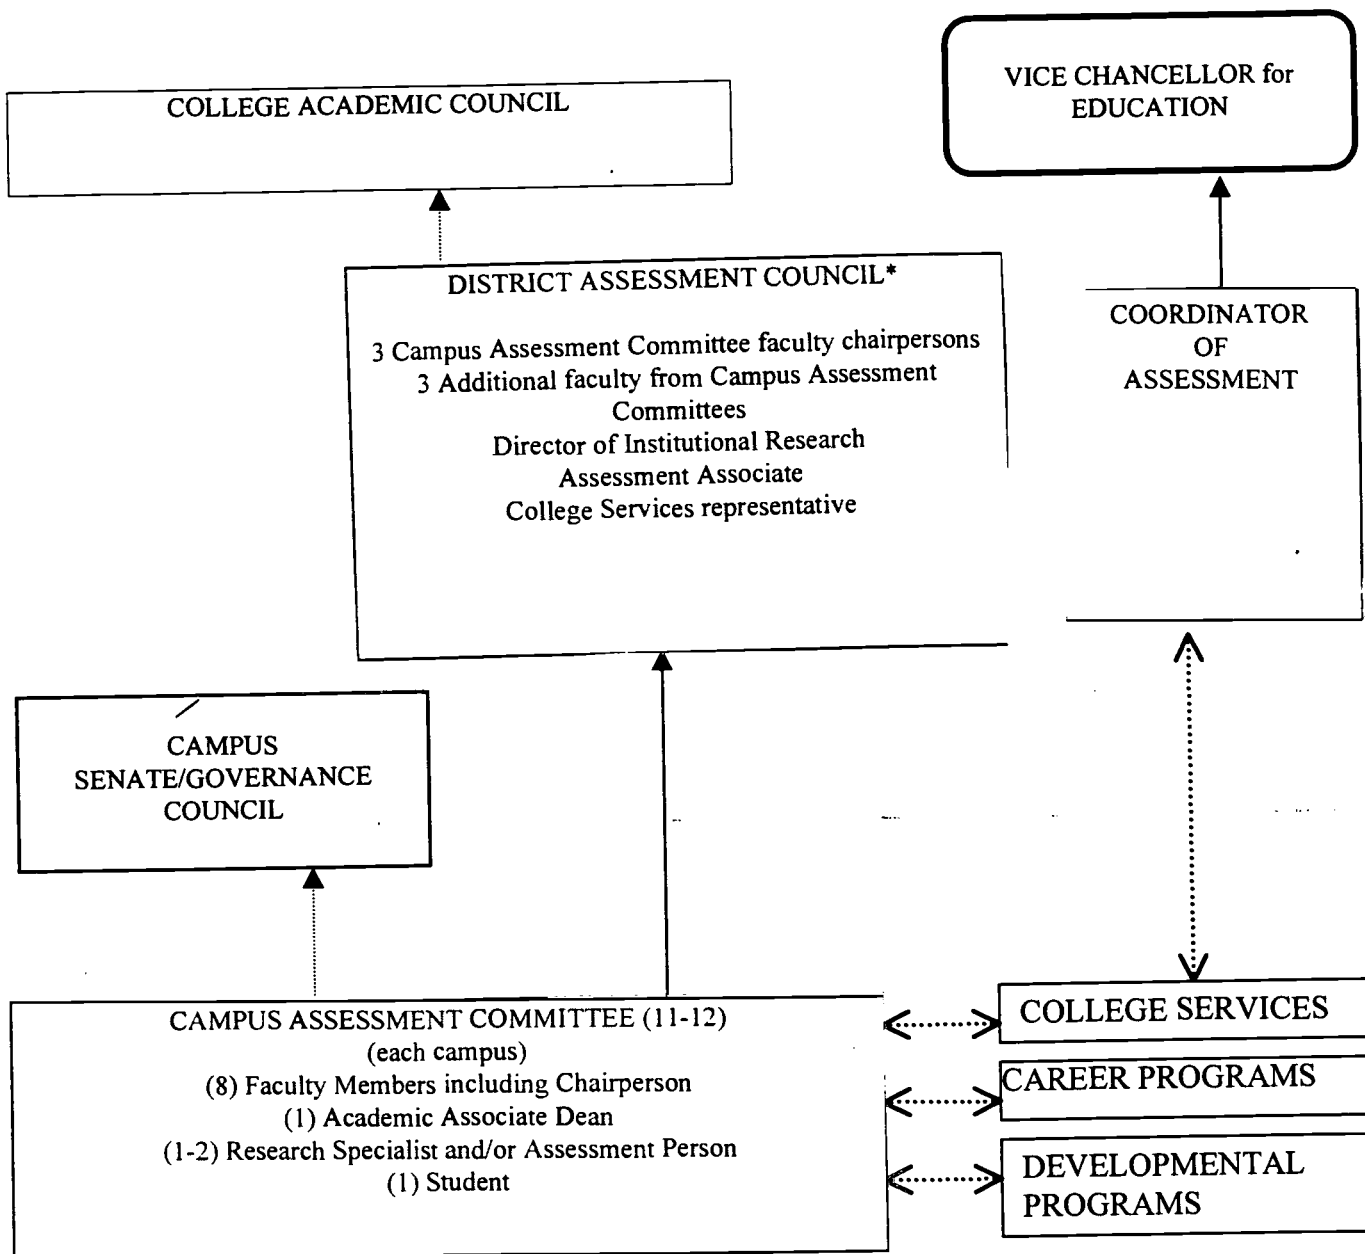 VICE CHANCELLOR for
EDUCATION
COLLEGE ACADEMIC COUNCIL
DISTRICT ASSESSMENT COUNCIL*
3 Campus Assessment Committee faculty chairpersons
3 Additional faculty from Campus Assessment
Committees
Director of Institutional Research
Assessment Associate
College Services representative
COORDINATOR
OF
ASSESSMENT
CAMPUS
SENATE/GOVERNANCE
COUNCIL
CAMPUS ASSESSMENT COMMITTEE (11-12)
(each campus)
(8) Faculty Members including Chairperson
(1) Academic Associate Dean
(1-2) Research Specialist and/or Assessment Person
(1) Student
COLLEGE SERVICES
CAREER PROGRAMS
DEVELOPMENTAL
PROGRAMS